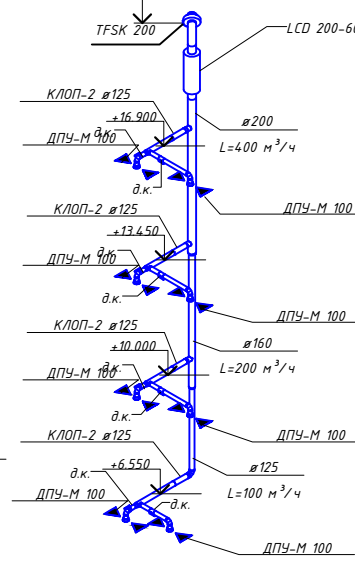 TFSK 200
LCD 200-60
КЛОП-2 ø125
+16.900
ø200
д.к.
ДПУ-М 100
L=400 м³/ч
д.к.
ДПУ-М 100
КЛОП-2 ø125
+13.450
д.к.
ДПУ-М 100
д.к.
ДПУ-М 100
КЛОП-2 ø125
ø160
+10.000
д.к.
L=200 м³/ч
ДПУ-М 100
д.к.
КЛОП-2 ø125
ДПУ-М 100
+6.550
ø125
д.к.
ДПУ-М 100
L=100 м³/ч
д.к.
ДПУ-М 100